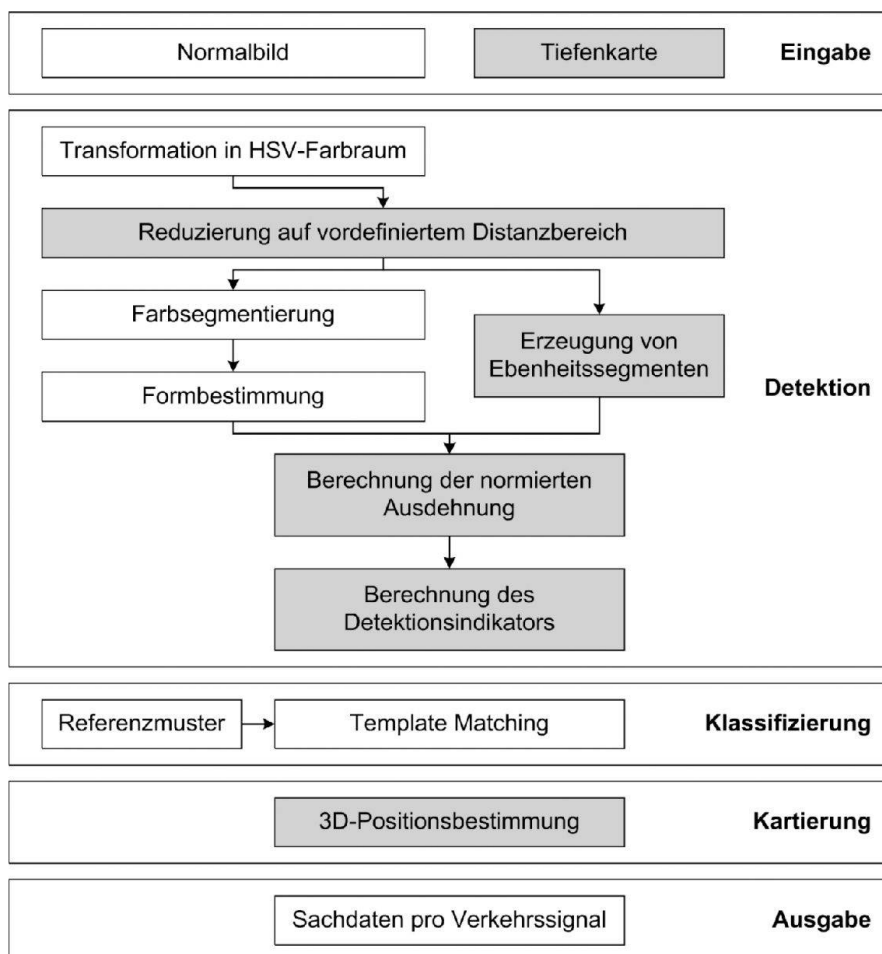 Normalbild
Tiefenkarte
Eingabe
Transformation in HSV-Farbraum
Reduzierung auf vordefiniertem Distanzbereich
Farbsegmentierung
Erzeugung von
Ebenheitssegmenten
Formbestimmung
Detektion
Berechnung der normierten
Ausdehnung
Berechnung des
Detektionsindikators
Referenzmuster
Template Matching
Klassifizierung
3D-Positionsbestimmung
Kartierung
Sachdaten pro Verkehrssignal
Ausgabe